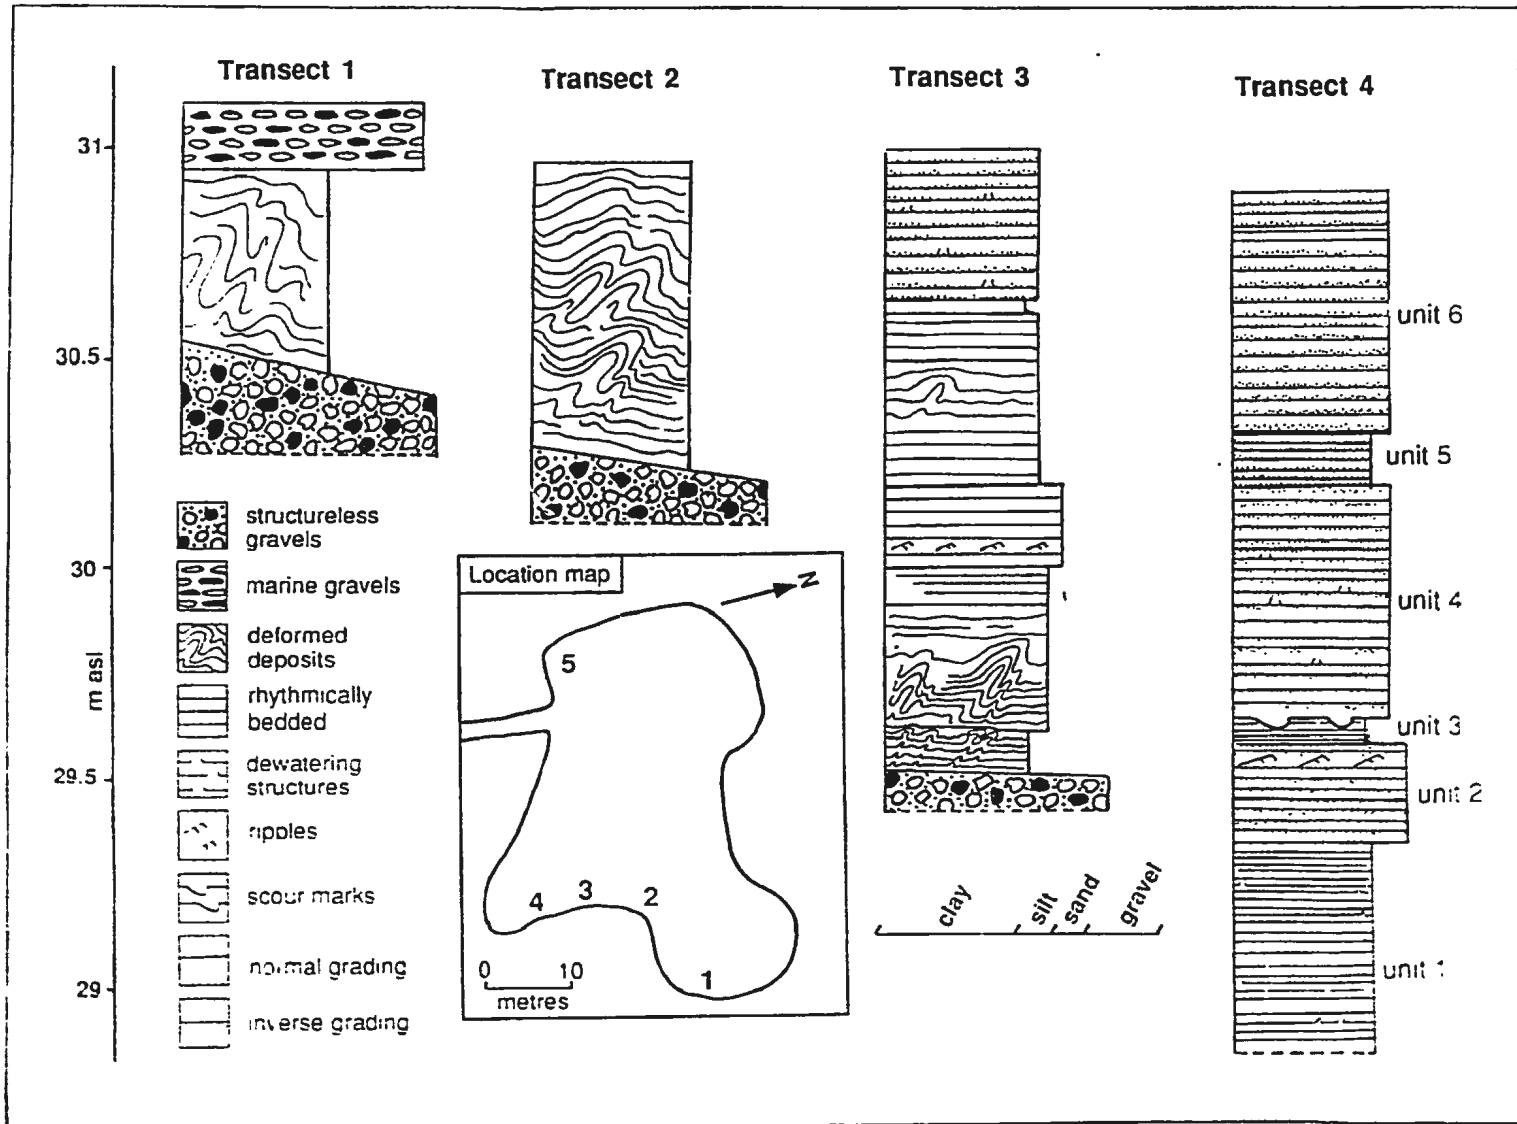 Transect 1
Transect 2
Transect 3
Transect 4
31
30.5
30
29.5
29
m asl
structureless
gravels
marine gravels
deformed
deposits
rhythmically
bedded
dewatering
structures
ripples
scour marks
normal grading
inverse grading
Location map
N
5
4
3
2
1
0 10
metres
clay
silt
sand
gravel
unit 6
unit 5
unit 4
unit 3
unit 2
unit 1